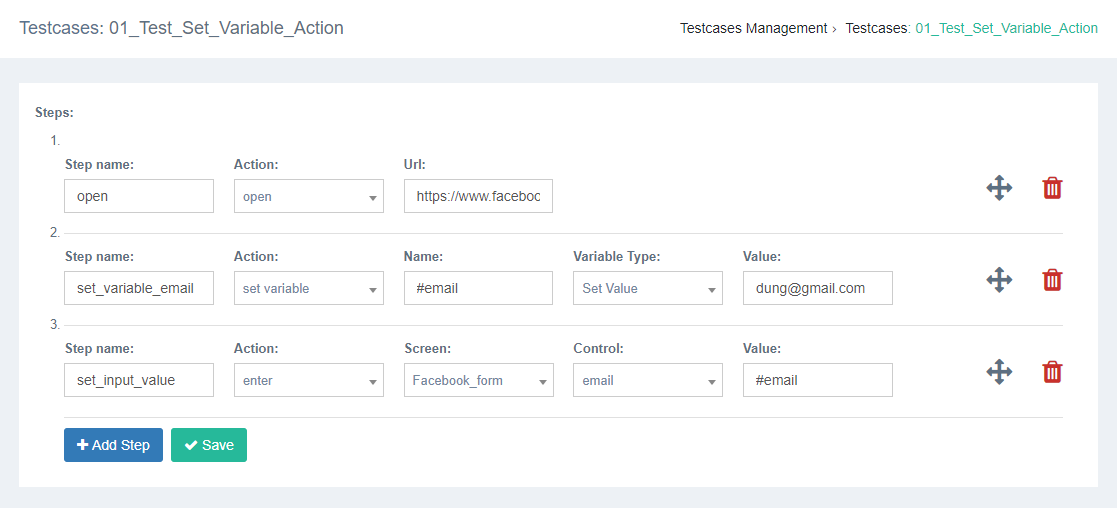 Testcases: 01_Test_Set_Variable_Action
Testcases Management › Testcases: 01_Test_Set_Variable_Action
Steps:
1.
Step name: Action: Url:
open open https://www.faceboo
2.
Step name: Action: Name: Variable Type: Value:
set_variable_email set variable #email Set Value dung@gmail.com
3.
Step name: Action: Screen: Control: Value:
set_input_value enter Facebook_form email #email
Add Step Save